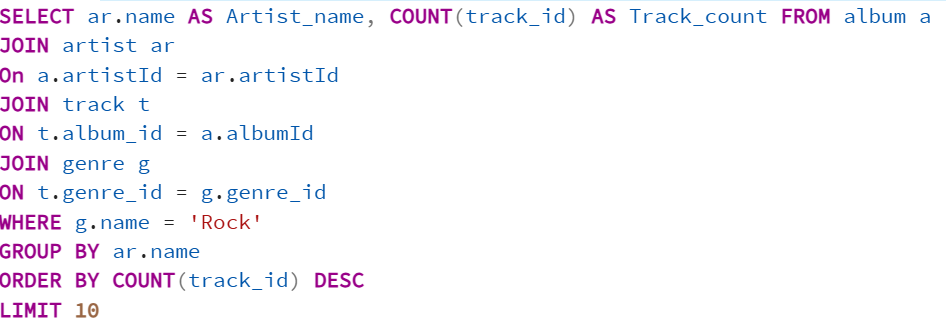 SELECT ar.name AS Artist_name, COUNT(track_id) AS Track_count FROM album a
JOIN artist ar
On a.artistId = ar.artistId
JOIN track t
ON t.album_id = a.albumId
JOIN genre g
ON t.genre_id = g.genre_id
WHERE g.name = 'Rock'
GROUP BY ar.name
ORDER BY COUNT(track_id) DESC
LIMIT 10